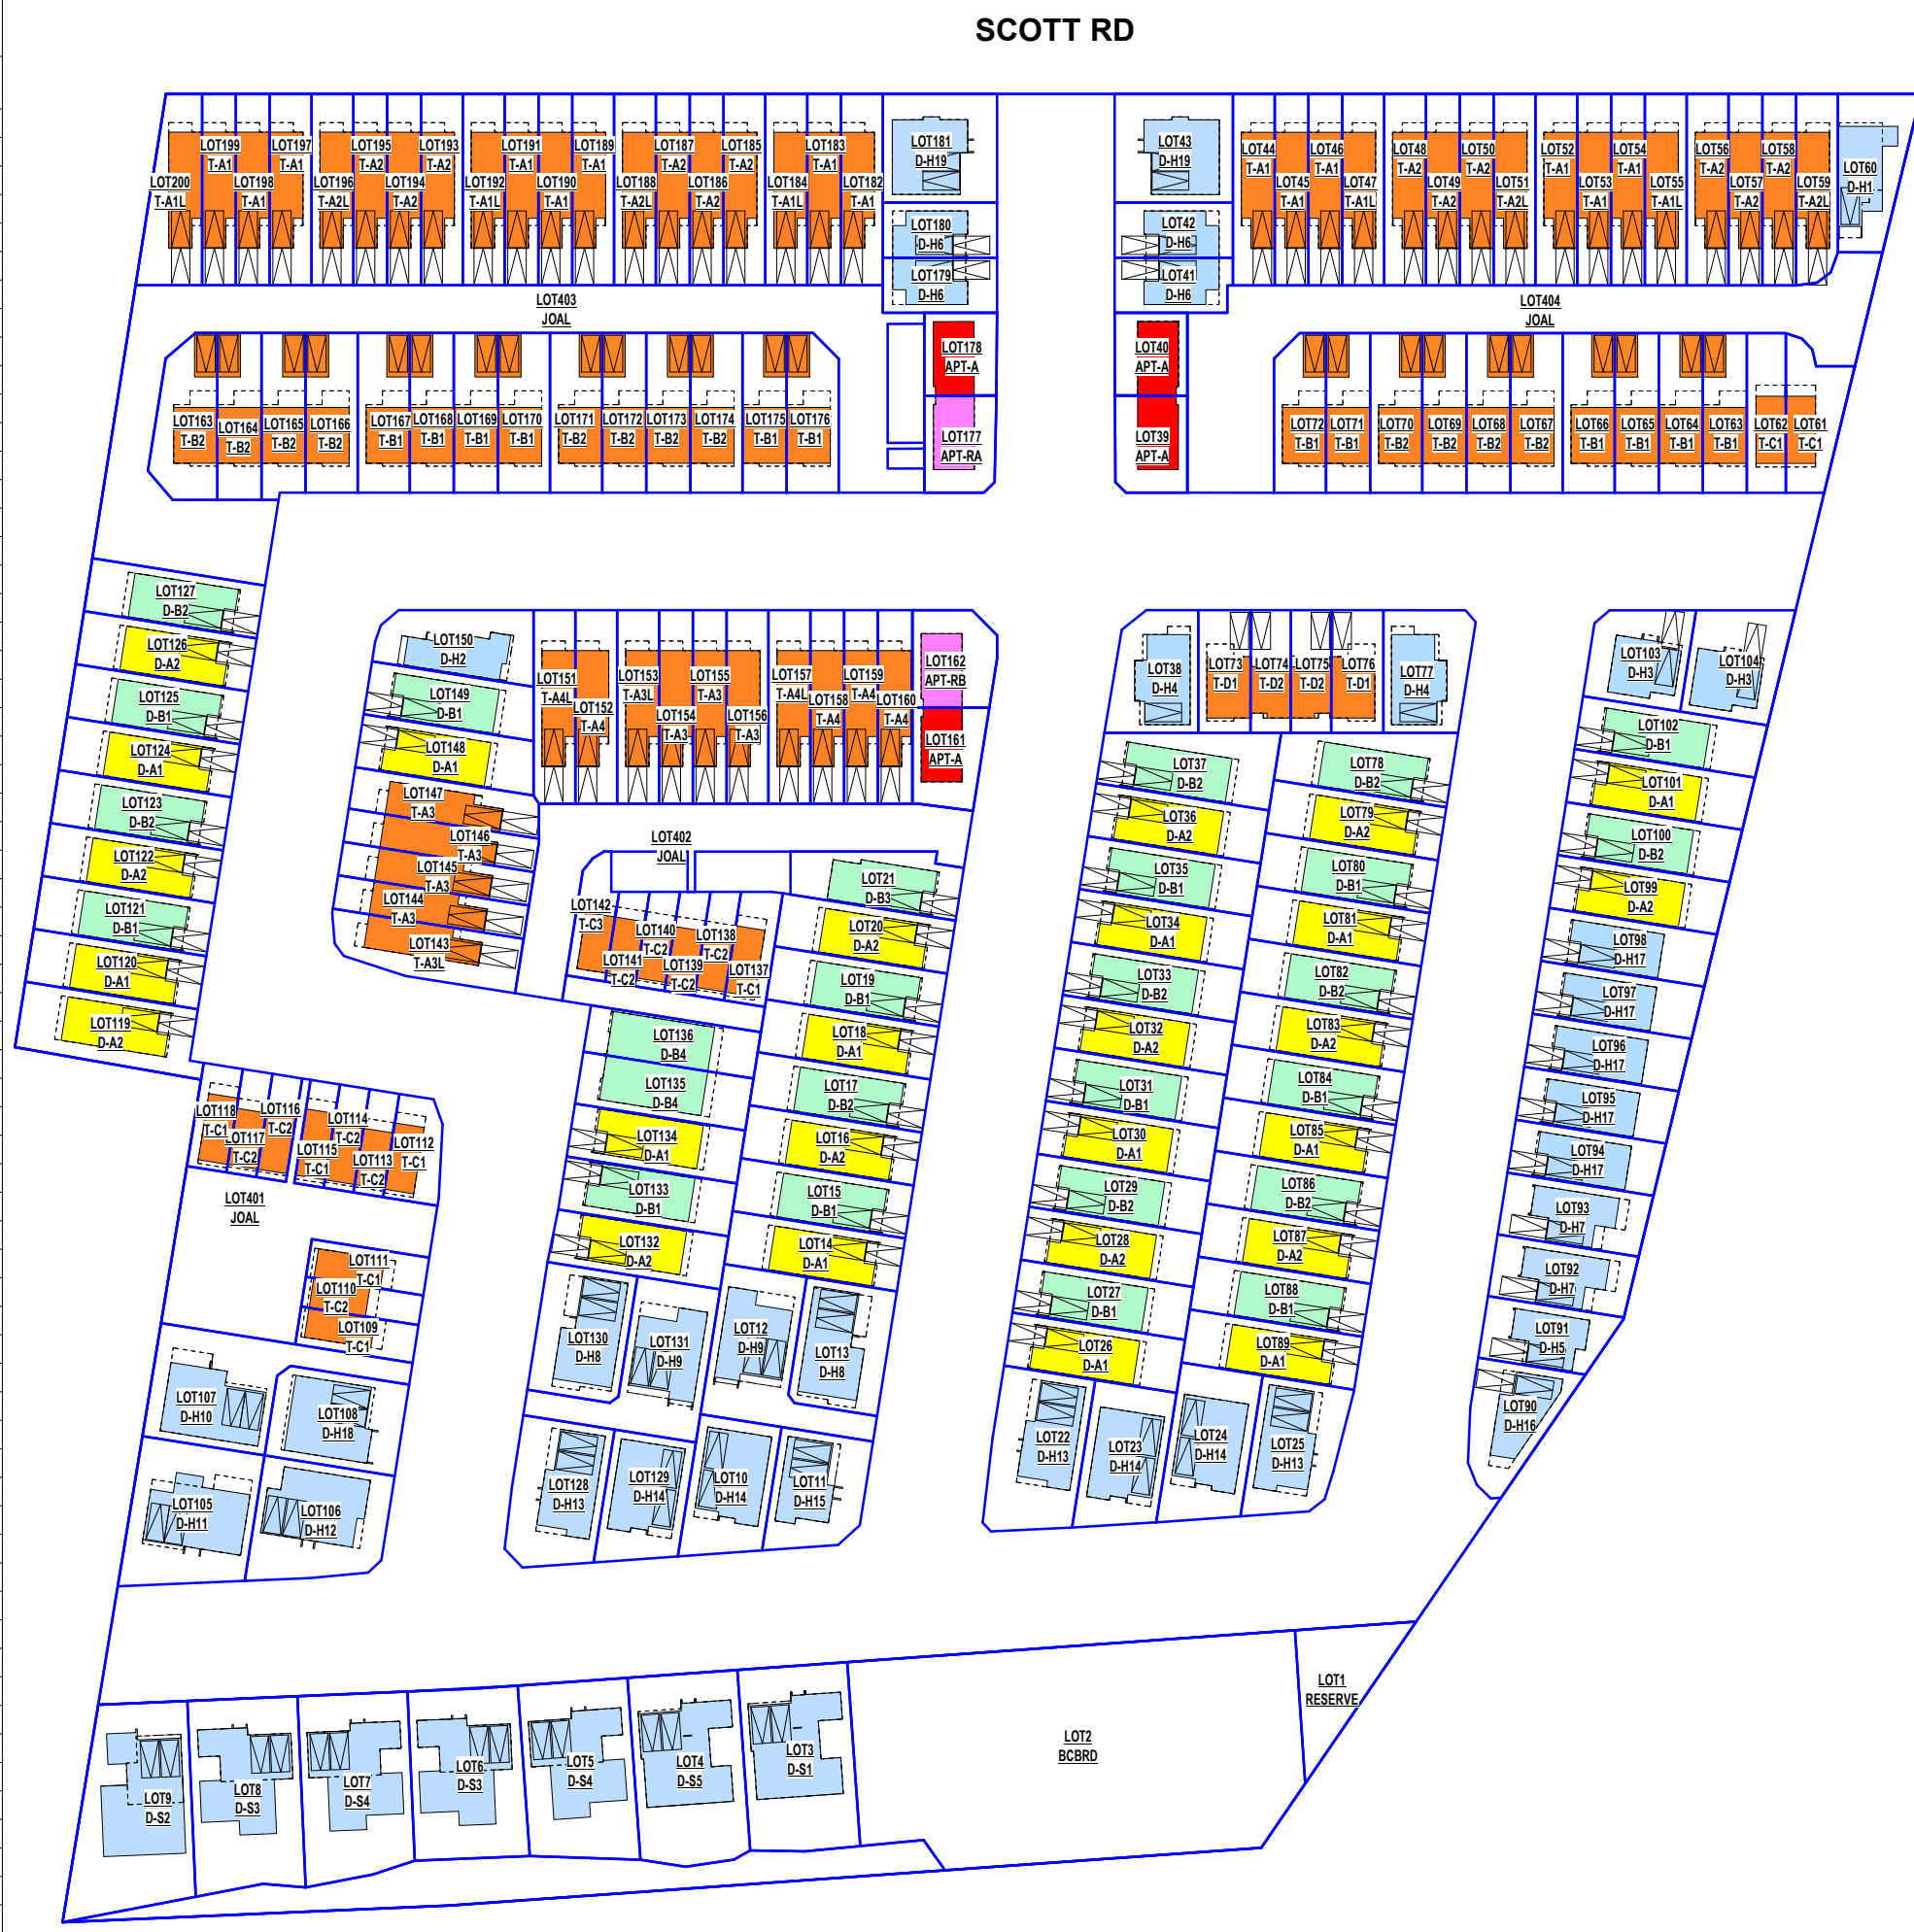 SCOTT RD
LOT199
T-A1
LOT197
T-A1
LOT195
T-A2
LOT193
T-A2
LOT191
T-A1
LOT189
T-A1
LOT187
T-A2
LOT185
T-A2
LOT183
T-A1
LOT181
D-H19
LOT43
D-H19
LOT44
T-A1
LOT46
T-A1
LOT48
T-A2
LOT50
T-A2
LOT52
T-A1
LOT54
T-A1
LOT56
T-A2
LOT58
T-A2
LOT60
D-H1
LOT200
T-A1L
LOT198
T-A1
LOT196
T-A2L
LOT194
T-A2
LOT192
T-A1L
LOT190
T-A1
LOT188
T-A2L
LOT186
T-A2
LOT184
T-A1L
LOT182
T-A1
LOT45
T-A1
LOT47
T-A1L
LOT49
T-A2
LOT51
T-A2L
LOT53
T-A1
LOT55
T-A1L
LOT57
T-A2
LOT59
T-A2L
LOT180
D-H6
LOT42
D-H6
LOT179
D-H6
LOT41
D-H6
LOT403
JOAL
LOT404
JOAL
LOT178
APT-A
LOT40
APT-A
LOT163
T-B2
LOT164
T-B2
LOT165
T-B2
LOT166
T-B2
LOT167
T-B1
LOT168
T-B1
LOT169
T-B1
LOT170
T-B1
LOT171
T-B2
LOT172
T-B2
LOT173
T-B2
LOT174
T-B2
LOT175
T-B1
LOT176
T-B1
LOT177
APT-RA
LOT39
APT-A
LOT72
T-B1
LOT71
T-B1
LOT70
T-B2
LOT69
T-B2
LOT68
T-B2
LOT67
T-B2
LOT66
T-B1
LOT65
T-B1
LOT64
T-B1
LOT63
T-B1
LOT62
T-C1
LOT61
T-C1
LOT127
D-B2
LOT126
D-A2
LOT125
D-B1
LOT124
D-A1
LOT123
D-B2
LOT122
D-A2
LOT121
D-B1
LOT120
D-A1
LOT119
D-A2
LOT150
D-H2
LOT149
D-B1
LOT148
D-A1
LOT147
T-A3
LOT146
T-A3
LOT145
T-A3
LOT144
T-A3
LOT143
T-A3L
LOT151
T-A4L
LOT152
T-A4
LOT153
T-A3L
LOT154
T-A3
LOT155
T-A3
LOT156
T-A3
LOT157
T-A4L
LOT158
T-A4
LOT159
T-A4
LOT160
T-A4
LOT162
APT-RB
LOT161
APT-A
LOT402
JOAL
LOT142
T-C3
LOT141
T-C2
LOT140
T-C2
LOT139
T-C2
LOT138
T-C2
LOT137
T-C1
LOT21
D-B3
LOT20
D-A2
LOT19
D-B1
LOT18
D-A1
LOT17
D-B2
LOT16
D-A2
LOT15
D-B1
LOT14
D-A1
LOT136
D-B4
LOT135
D-B4
LOT134
D-A1
LOT133
D-B1
LOT132
D-A2
LOT130
D-H8
LOT131
D-H9
LOT12
D-H9
LOT13
D-H8
LOT128
D-H13
LOT129
D-H14
LOT10
D-H14
LOT11
D-H15
LOT38
D-H4
LOT73
T-D1
LOT74
T-D2
LOT75
T-D2
LOT76
T-D1
LOT77
D-H4
LOT37
D-B2
LOT36
D-A2
LOT35
D-B1
LOT34
D-A1
LOT33
D-B2
LOT32
D-A2
LOT31
D-B1
LOT30
D-A1
LOT29
D-B2
LOT28
D-A2
LOT27
D-B1
LOT26
D-A1
LOT78
D-B2
LOT79
D-A2
LOT80
D-B1
LOT81
D-A1
LOT82
D-B2
LOT83
D-A2
LOT84
D-B1
LOT85
D-A1
LOT86
D-B2
LOT87
D-A2
LOT88
D-B1
LOT89
D-A1
LOT22
D-H13
LOT23
D-H14
LOT24
D-H14
LOT25
D-H13
LOT103
D-H3
LOT104
D-H3
LOT102
D-B1
LOT101
D-A1
LOT100
D-B2
LOT99
D-A2
LOT98
D-H17
LOT97
D-H17
LOT96
D-H17
LOT95
D-H17
LOT94
D-H17
LOT93
D-H7
LOT92
D-H7
LOT91
D-H5
LOT90
D-H16
LOT118
T-C1
LOT117
T-C2
LOT116
T-C2
LOT115
T-C1
LOT114
T-C2
LOT113
T-C2
LOT112
T-C1
LOT401
JOAL
LOT111
T-C1
LOT110
T-C2
LOT109
T-C1
LOT107
D-H10
LOT108
D-H18
LOT105
D-H11
LOT106
D-H12
LOT9
D-S2
LOT8
D-S3
LOT7
D-S4
LOT6
D-S3
LOT5
D-S4
LOT4
D-S5
LOT3
D-S1
LOT2
BCBRD
LOT1
RESERVE